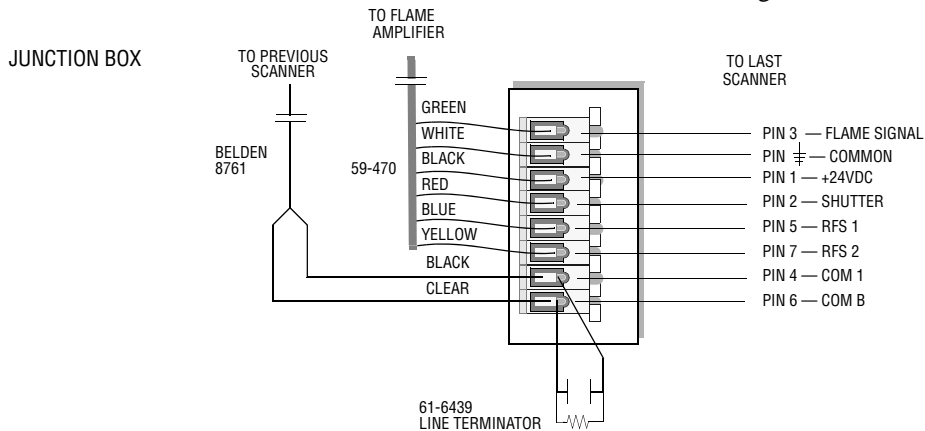 TO FLAME
AMPLIFIER
JUNCTION BOX
TO PREVIOUS
SCANNER
TO LAST
SCANNER
GREEN
WHITE
BLACK
RED
BLUE
YELLOW
BLACK
CLEAR
BELDEN
8761
59-470
PIN 3 — FLAME SIGNAL
PIN ⏚ — COMMON
PIN 1 — +24VDC
PIN 2 — SHUTTER
PIN 5 — RFS 1
PIN 7 — RFS 2
PIN 4 — COM 1
PIN 6 — COM B
61-6439
LINE TERMINATOR